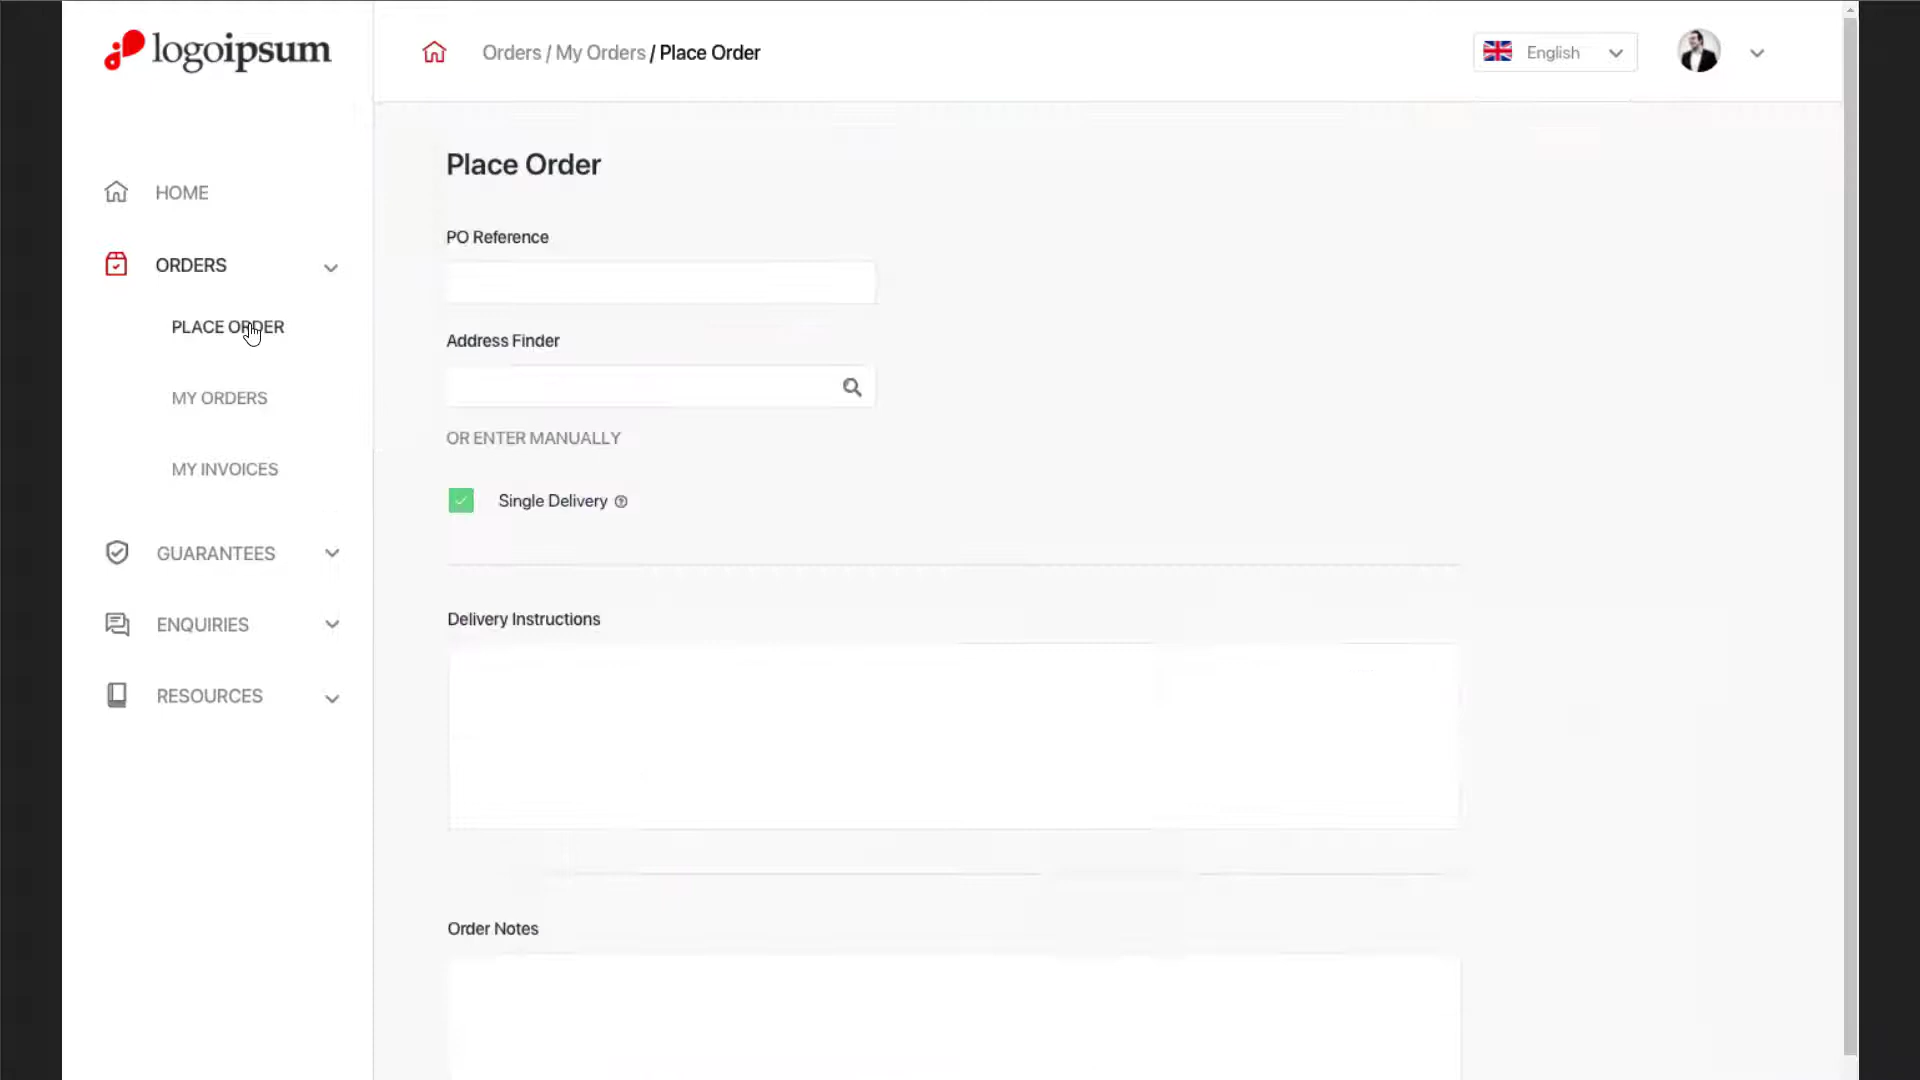 logoipsum
Orders / My Orders / Place Order
English
HOME
ORDERS
PLACE ORDER
MY ORDERS
MY INVOICES
GUARANTEES
ENQUIRIES
RESOURCES
Place Order
PO Reference
Address Finder
OR ENTER MANUALLY
Single Delivery
Delivery Instructions
Order Notes